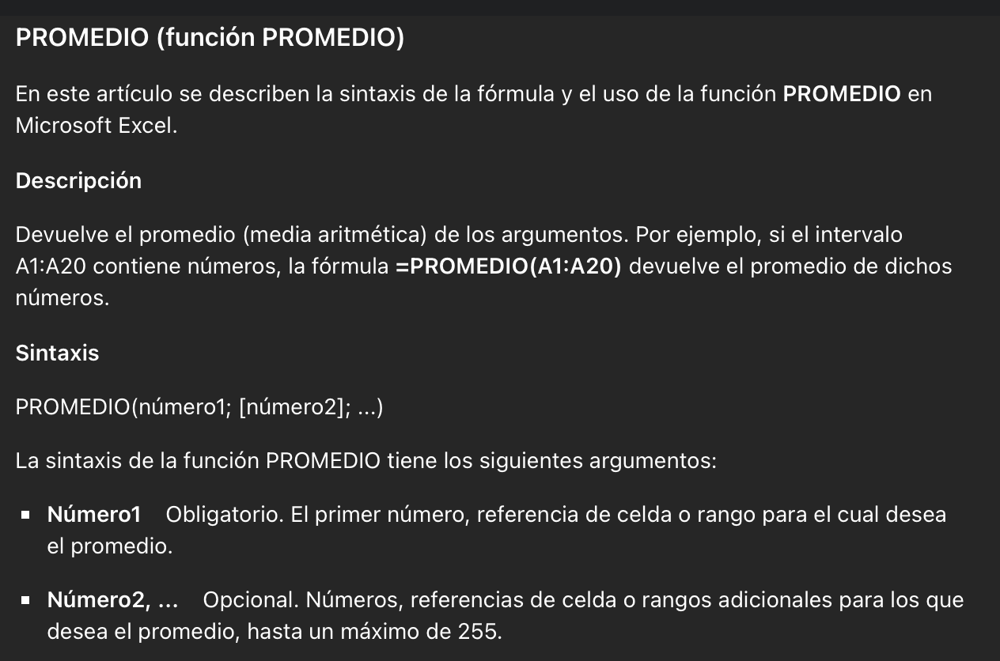 PROMEDIO (función PROMEDIO)
En este artículo se describen la sintaxis de la fórmula y el uso de la función PROMEDIO en
Microsoft Excel.
Descripción
Devuelve el promedio (media aritmética) de los argumentos. Por ejemplo, si el intervalo
A1:A20 contiene números, la fórmula =PROMEDIO(A1:A20) devuelve el promedio de dichos
números.
Sintaxis
PROMEDIO(número1; [número2]; ...)
La sintaxis de la función PROMEDIO tiene los siguientes argumentos:
▪ Número1    Obligatorio. El primer número, referencia de celda o rango para el cual desea
el promedio.
▪ Número2, ...    Opcional. Números, referencias de celda o rangos adicionales para los que
desea el promedio, hasta un máximo de 255.